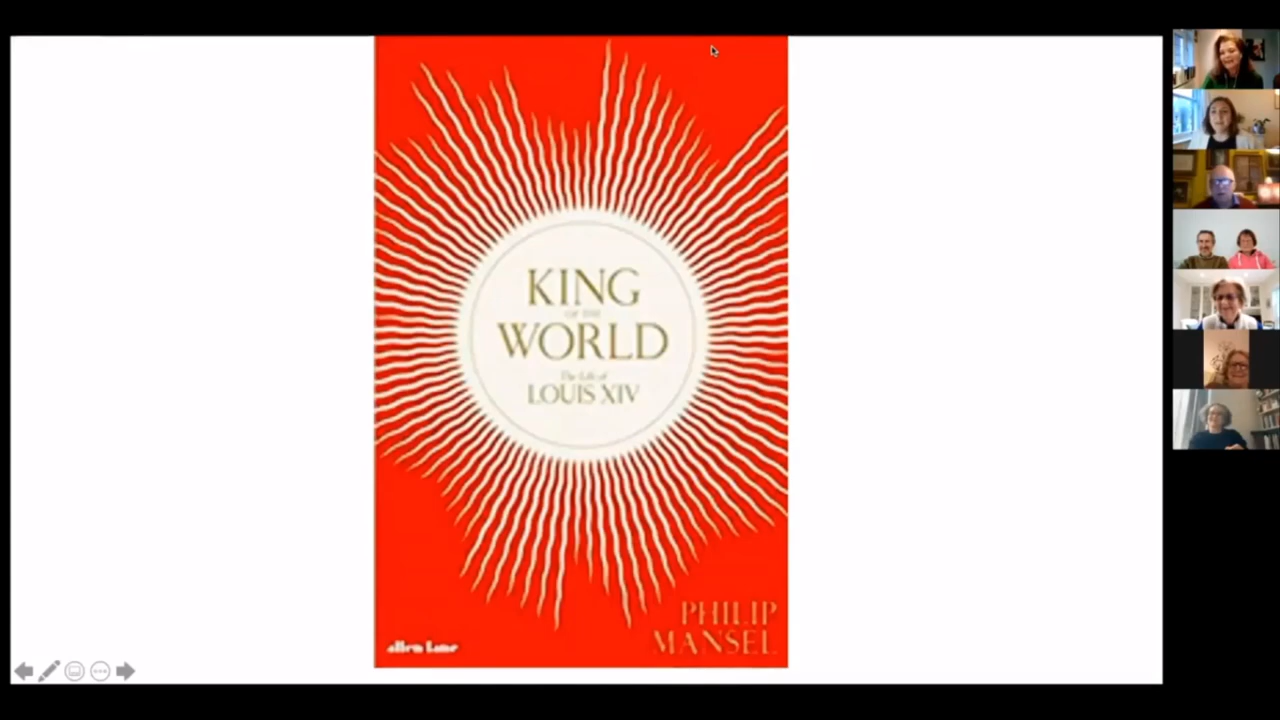 KING
OF THE
WORLD
The Life of
LOUIS XIV
PHILIP
MANSEL
allen lane